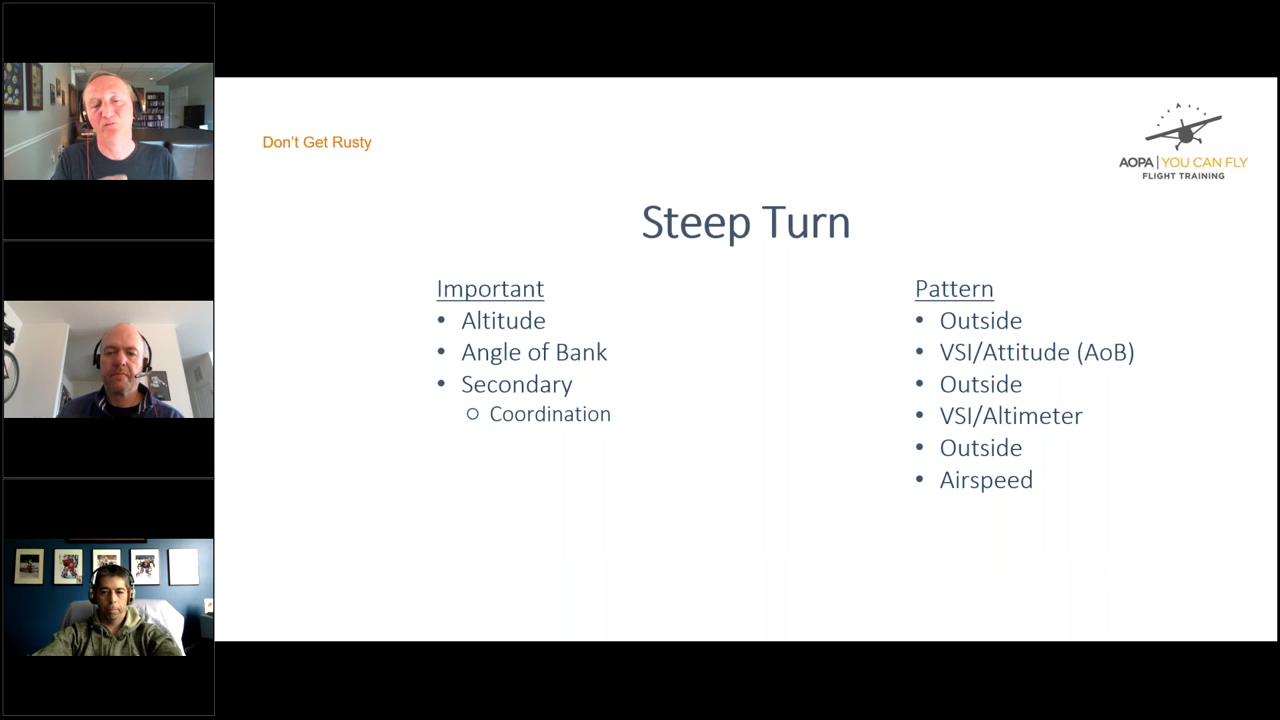 Don't Get Rusty
AOPA | YOU CAN FLY
FLIGHT TRAINING
Steep Turn
Important
• Altitude
• Angle of Bank
• Secondary
○ Coordination
Pattern
• Outside
• VSI/Attitude (AoB)
• Outside
• VSI/Altimeter
• Outside
• Airspeed